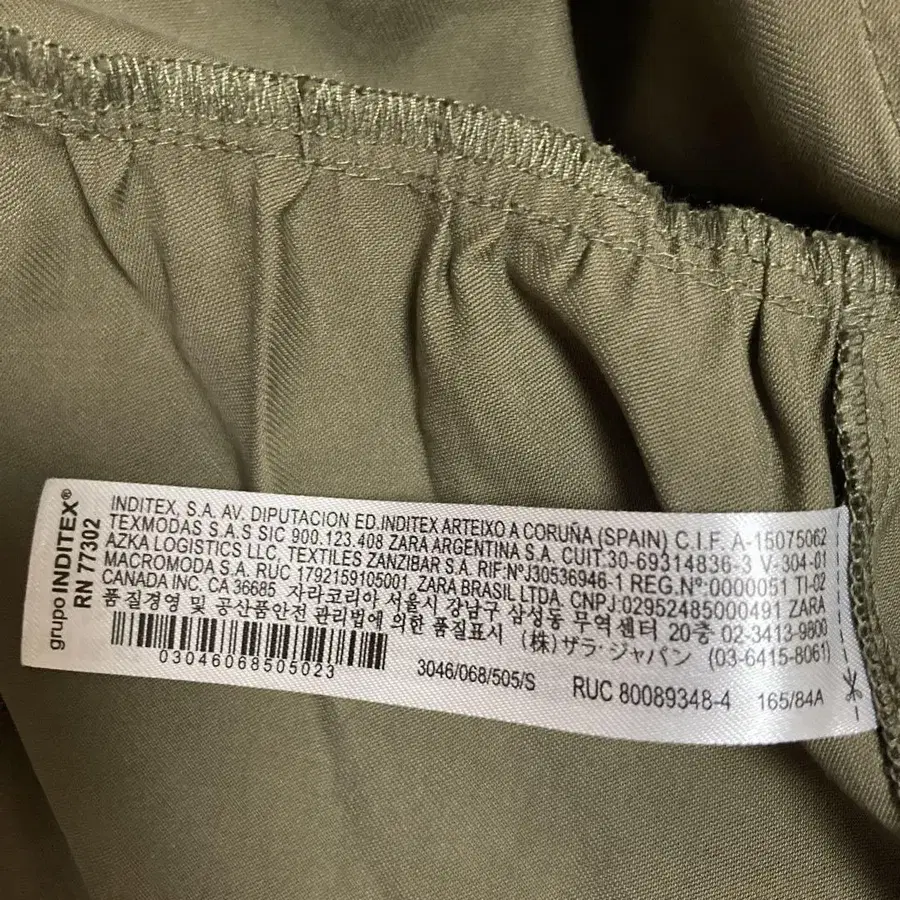 grupo INDITEX®
RN 77302
INDITEX, S.A. AV. DIPUTACION ED.INDITEX ARTEIXO A CORUÑA (SPAIN) C.I.F. A-15075062
TEXMODAS S.A.S SIC 900.123.408 ZARA ARGENTINA S.A. CUIT:30-69314836-3 V-304-01
AZKA LOGISTICS LLC, TEXTILES ZANZIBAR S.A. RIF:NºJ30536946-1 REG.Nº:0000051 TI-02
MACROMODA S.A. RUC 1792159105001. ZARA BRASIL LTDA. CNPJ:02952485000491 ZARA
CANADA INC. CA 36685 자라코리아 서울시 강남구 삼성동 무역센터 20층 02-3413-9800
품질경영 및 공산품안전 관리법에 의한 품질표시 (株)ザラ・ジャパン (03-6415-8061)
03046068505023 3046/068/505/S RUC 80089348-4 165/84A